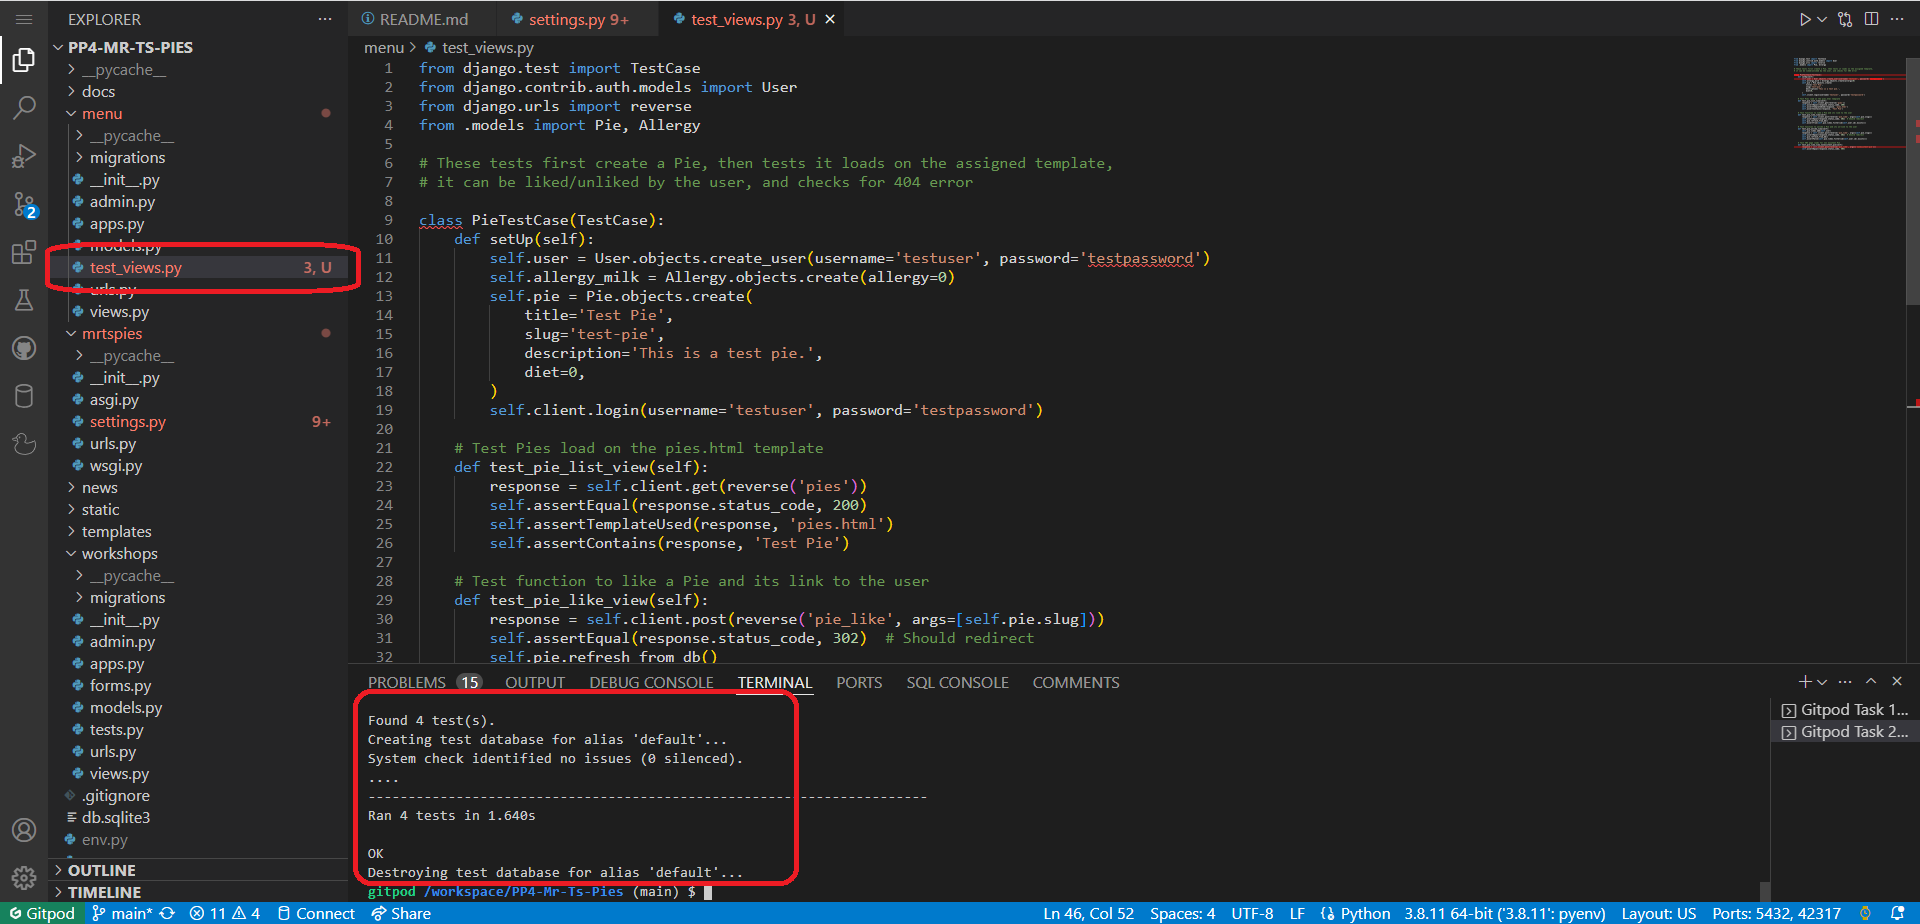 EXPLORER
PP4-MR-TS-PIES
__pycache__
docs
menu
__pycache__
migrations
__init__.py
admin.py
apps.py
models.py
test_views.py 3, U
urls.py
views.py
mrtspies
__pycache__
__init__.py
asgi.py
settings.py 9+
urls.py
wsgi.py
news
static
templates
workshops
__pycache__
migrations
__init__.py
admin.py
apps.py
forms.py
models.py
tests.py
urls.py
views.py
.gitignore
db.sqlite3
env.py
OUTLINE
TIMELINE
2
README.md settings.py 9+ test_views.py 3, U
menu > test_views.py
1 from django.test import TestCase
2 from django.contrib.auth.models import User
3 from django.urls import reverse
4 from .models import Pie, Allergy
5
6 # These tests first create a Pie, then tests it loads on the assigned template,
7 # it can be liked/unliked by the user, and checks for 404 error
8
9 class PieTestCase(TestCase):
10 def setUp(self):
11 self.user = User.objects.create_user(username='testuser', password='testpassword')
12 self.allergy_milk = Allergy.objects.create(allergy=0)
13 self.pie = Pie.objects.create(
14 title='Test Pie',
15 slug='test-pie',
16 description='This is a test pie.',
17 diet=0,
18 )
19 self.client.login(username='testuser', password='testpassword')
20
21 # Test Pies load on the pies.html template
22 def test_pie_list_view(self):
23 response = self.client.get(reverse('pies'))
24 self.assertEqual(response.status_code, 200)
25 self.assertTemplateUsed(response, 'pies.html')
26 self.assertContains(response, 'Test Pie')
27
28 # Test function to like a Pie and its link to the user
29 def test_pie_like_view(self):
30 response = self.client.post(reverse('pie_like', args=[self.pie.slug]))
31 self.assertEqual(response.status_code, 302) # Should redirect
32 self.pie.refresh_from_db()
PROBLEMS 15 OUTPUT DEBUG CONSOLE TERMINAL PORTS SQL CONSOLE COMMENTS
Found 4 test(s).
Creating test database for alias 'default'...
System check identified no issues (0 silenced).
....
----------------------------------------------------------------------
Ran 4 tests in 1.640s
OK
Destroying test database for alias 'default'...
gitpod /workspace/PP4-Mr-Ts-Pies (main) $
Gitpod Task 1...
Gitpod Task 2...
Gitpod main* 11 4 Connect Share Ln 46, Col 52 Spaces: 4 UTF-8 LF Python 3.8.11 64-bit ('3.8.11': pyenv) Layout: US Ports: 5432, 42317